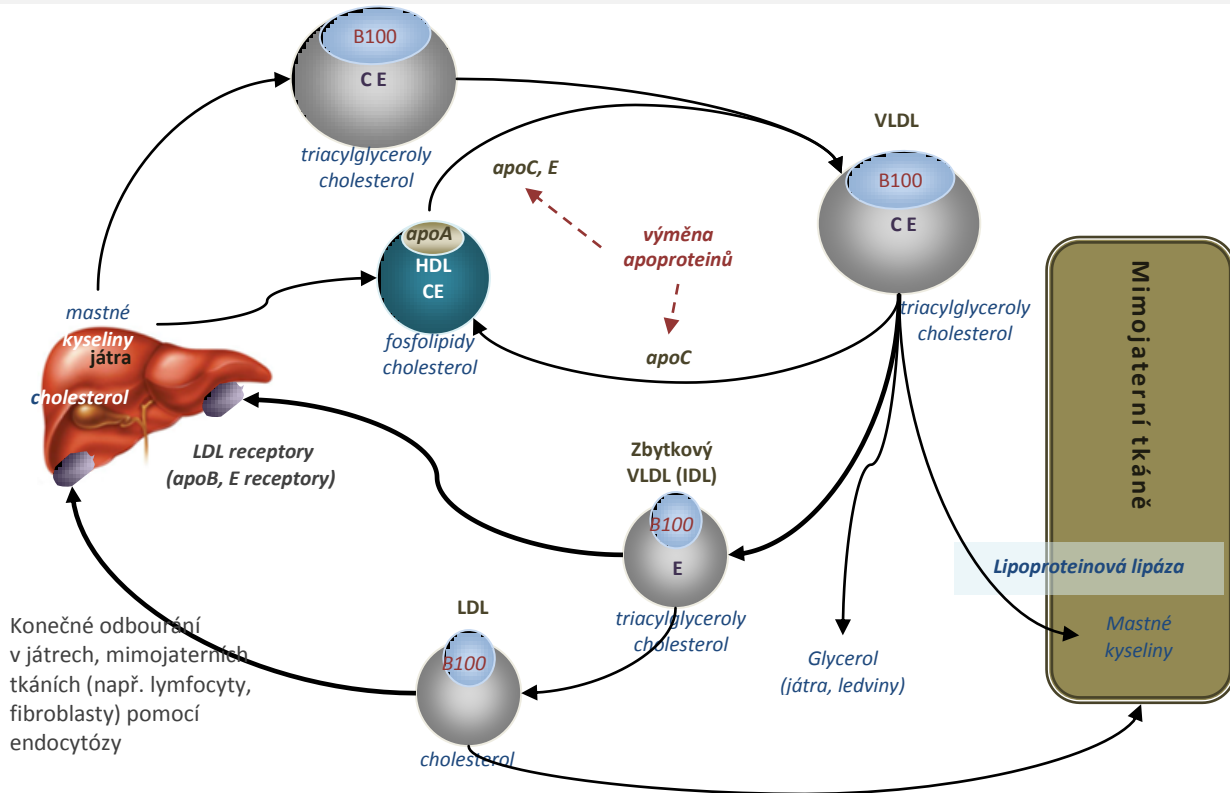 B100
C E
triacylglyceroly
cholesterol
VLDL
B100
C E
triacylglyceroly
cholesterol
apoC, E
výměna
apoproteinů
apoC
apoA
HDL
CE
fosfolipidy
cholesterol
mastné
kyseliny
játra
cholesterol
LDL receptory
(apoB, E receptory)
Zbytkový
VLDL (IDL)
B100
E
triacylglyceroly
cholesterol
LDL
B100
cholesterol
Glycerol
(játra, ledviny)
Mimojaterní tkáně
Lipoproteinová lipáza
Mastné
kyseliny
Konečné odbourání
v játrech, mimojaterních
tkáních (např. lymfocyty,
fibroblasty) pomocí
endocytózy